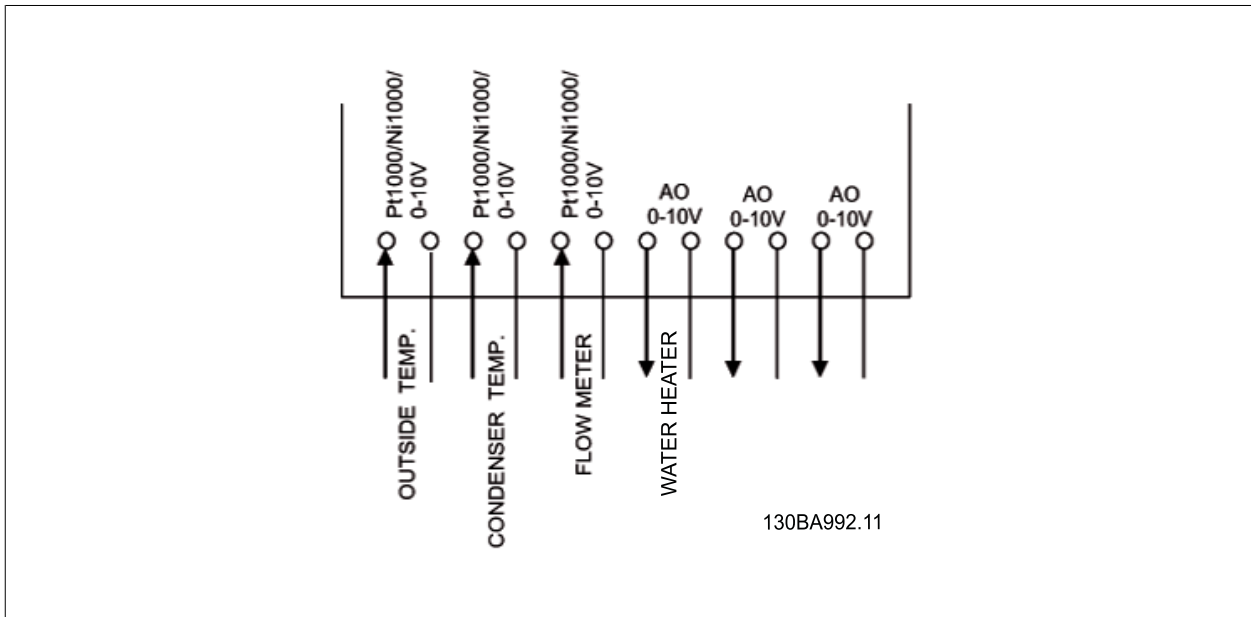 Pt1000/Ni1000/
0-10V
Pt1000/Ni1000/
0-10V
Pt1000/Ni1000/
0-10V
AO
0-10V
AO
0-10V
AO
0-10V
OUTSIDE TEMP.
CONDENSER TEMP.
FLOW METER
WATER HEATER
130BA992.11